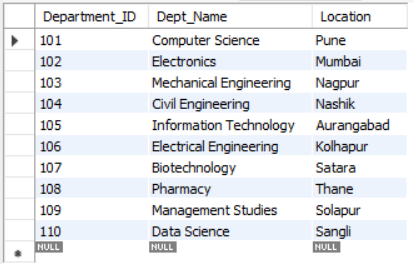 Department_ID Dept_Name Location
101 Computer Science Pune
102 Electronics Mumbai
103 Mechanical Engineering Nagpur
104 Civil Engineering Nashik
105 Information Technology Aurangabad
106 Electrical Engineering Kolhapur
107 Biotechnology Satara
108 Pharmacy Thane
109 Management Studies Solapur
110 Data Science Sangli
NULL NULL NULL